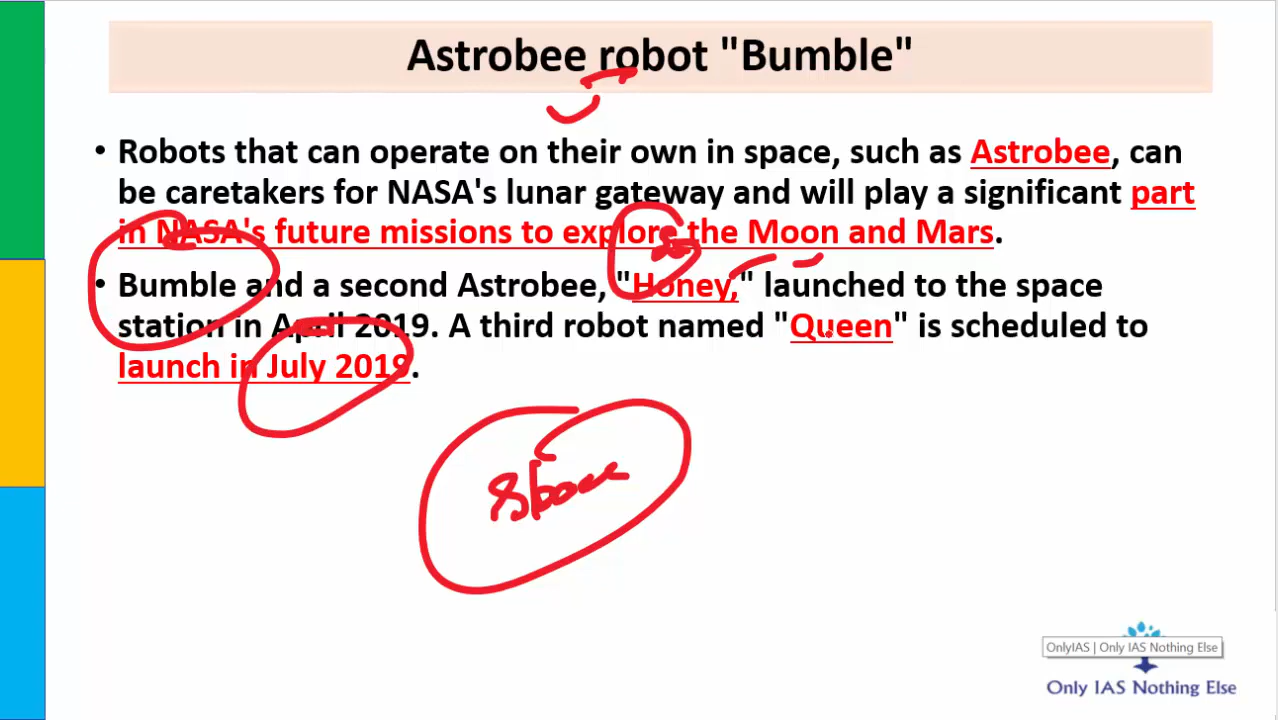 Astrobee robot "Bumble"
• Robots that can operate on their own in space, such as Astrobee, can
be caretakers for NASA's lunar gateway and will play a significant part
in NASA's future missions to explore the Moon and Mars.
• Bumble and a second Astrobee, "Honey," launched to the space
station in April 2019. A third robot named "Queen" is scheduled to
launch in July 2019.
Space
OnlyIAS | Only IAS Nothing Else
Only IAS Nothing Else